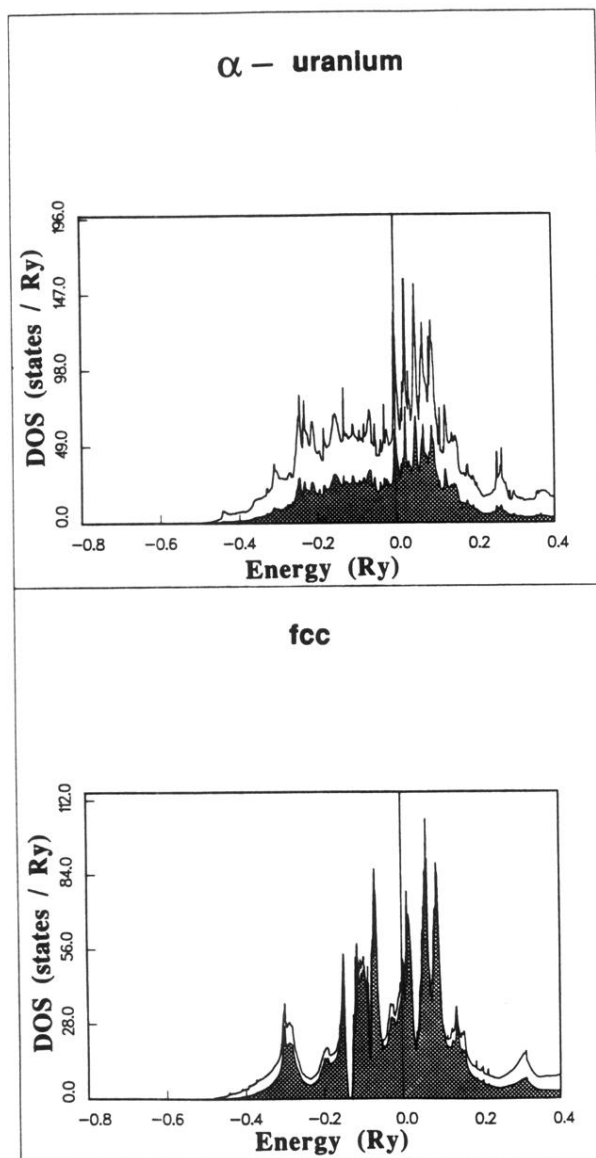 α – uranium
DOS (states / Ry)
196.0
147.0
98.0
49.0
0.0
−0.8 −0.6 −0.4 −0.2 0.0 0.2 0.4
Energy (Ry)
fcc
DOS (states / Ry)
112.0
84.0
56.0
28.0
0.0
−0.8 −0.6 −0.4 −0.2 0.0 0.2 0.4
Energy (Ry)